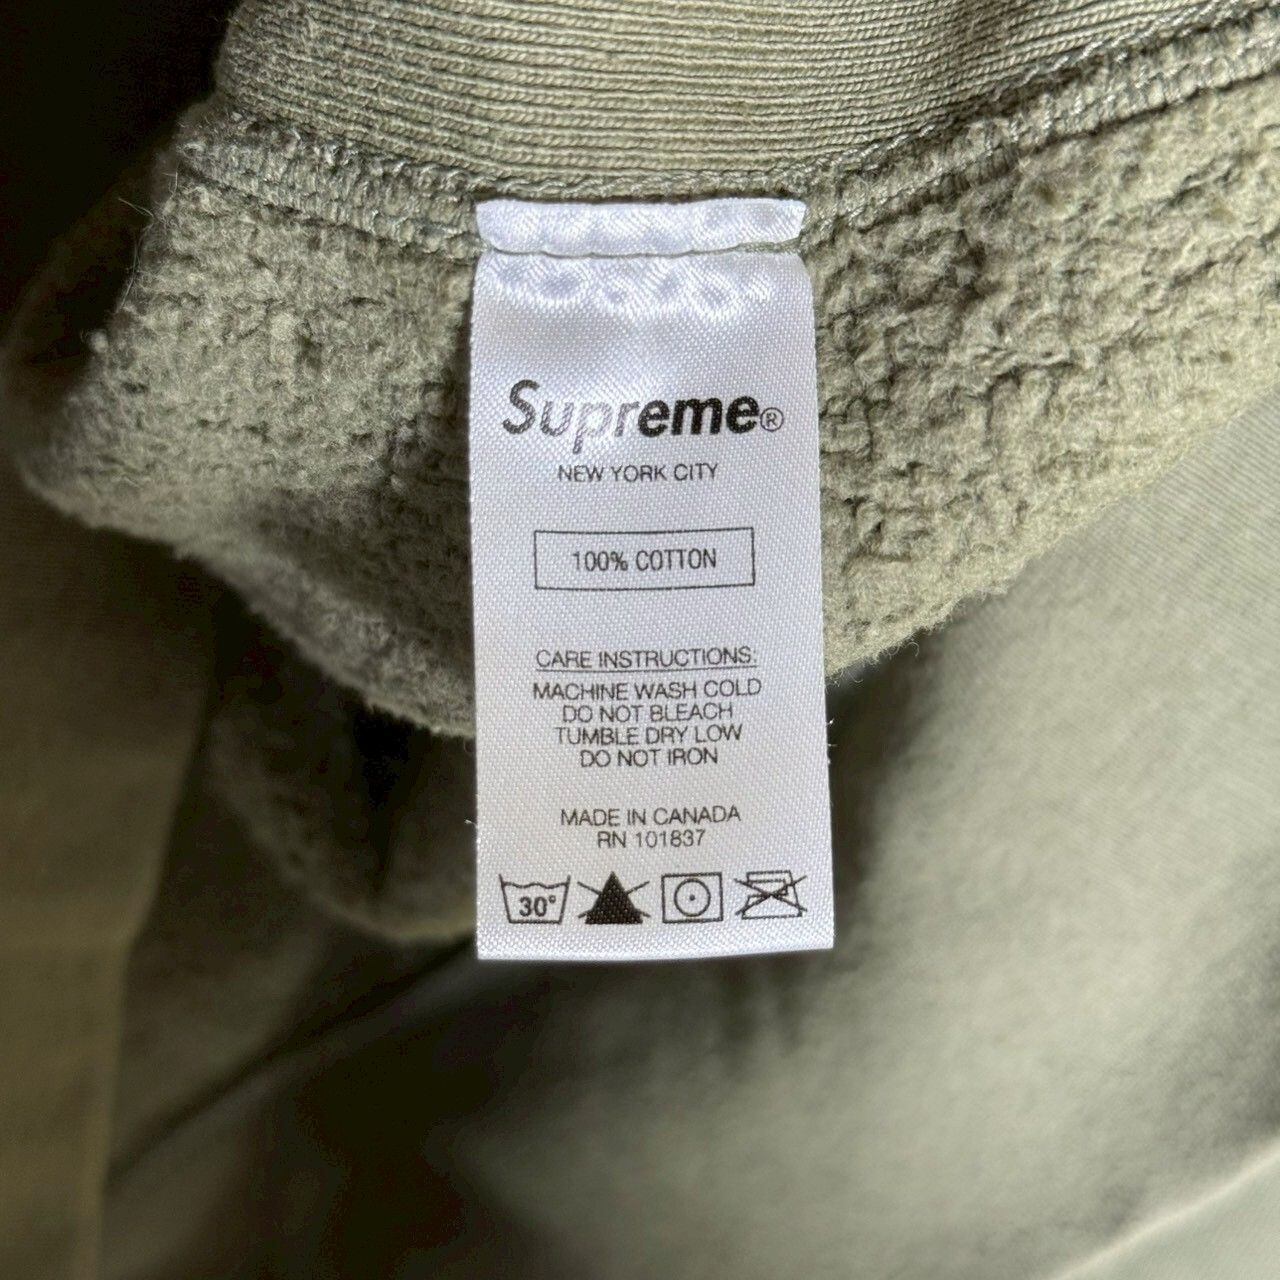 Supreme®
NEW YORK CITY
100% COTTON
CARE INSTRUCTIONS:
MACHINE WASH COLD
DO NOT BLEACH
TUMBLE DRY LOW
DO NOT IRON
MADE IN CANADA
RN 101837
30°